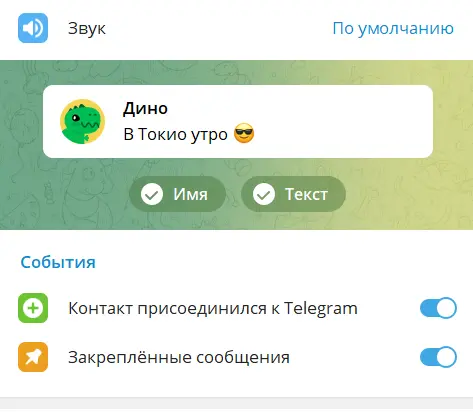 Звук По умолчанию
Дино
В Токио утро 😎
Имя Текст
События
Контакт присоединился к Telegram
Закреплённые сообщения